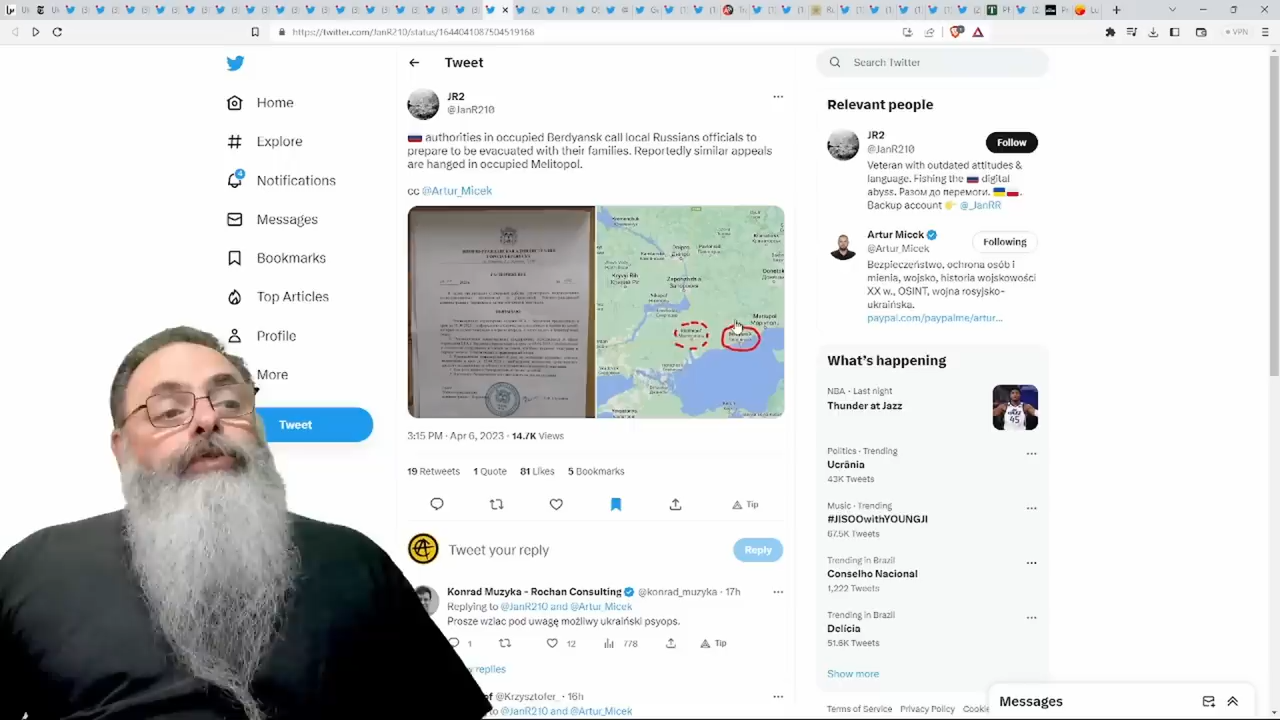 https://twitter.com/JanR210/status/1644041087504519168
VPN
Home
Explore
4
Notifications
Messages
Bookmarks
Top Articles
Profile
More
Tweet
Tweet
JR2
@JanR210
authorities in occupied Berdyansk call local Russians officials to
prepare to be evacuated with their families. Reportedly similar appeals
are hanged in occupied Melitopol.
cc @Artur_Micek
3:15 PM · Apr 6, 2023 · 14.7K Views
19 Retweets 1 Quote 81 Likes 5 Bookmarks
Tip
Tweet your reply
Reply
Konrad Muzyka - Rochan Consulting @konrad_muzyka · 17h
Replying to @JanR210 and @Artur_Micek
Prosze wziac pod uwagę możliwy ukraiński psyops.
1 12 778 Tip
replies
@Krzysztofer · 16h
@JanR210 and @Artur_Micek
Search Twitter
Relevant people
JR2
@JanR210
Follow
Veteran with outdated attitudes &
language. Fishing the digital
abyss. Разом до перемоги.
Backup account @_JanRR
Artur Micek
@Artur_Micek
Following
Bezpieczeństwo, ochrona osób i
mienia, wojsko, historia wojskowości
XX w., OSINT, wojna rosyjsko-
ukraińska.
paypal.com/paypalme/artur...
What's happening
NBA · Last night
Thunder at Jazz
Politics · Trending
Ucrânia
43K Tweets
Music · Trending
#JISOOwithYOUNGJI
67.5K Tweets
Trending in Brazil
Conselho Nacional
1,222 Tweets
Trending in Brazil
Delícia
51.6K Tweets
Show more
Terms of Service Privacy Policy
Messages